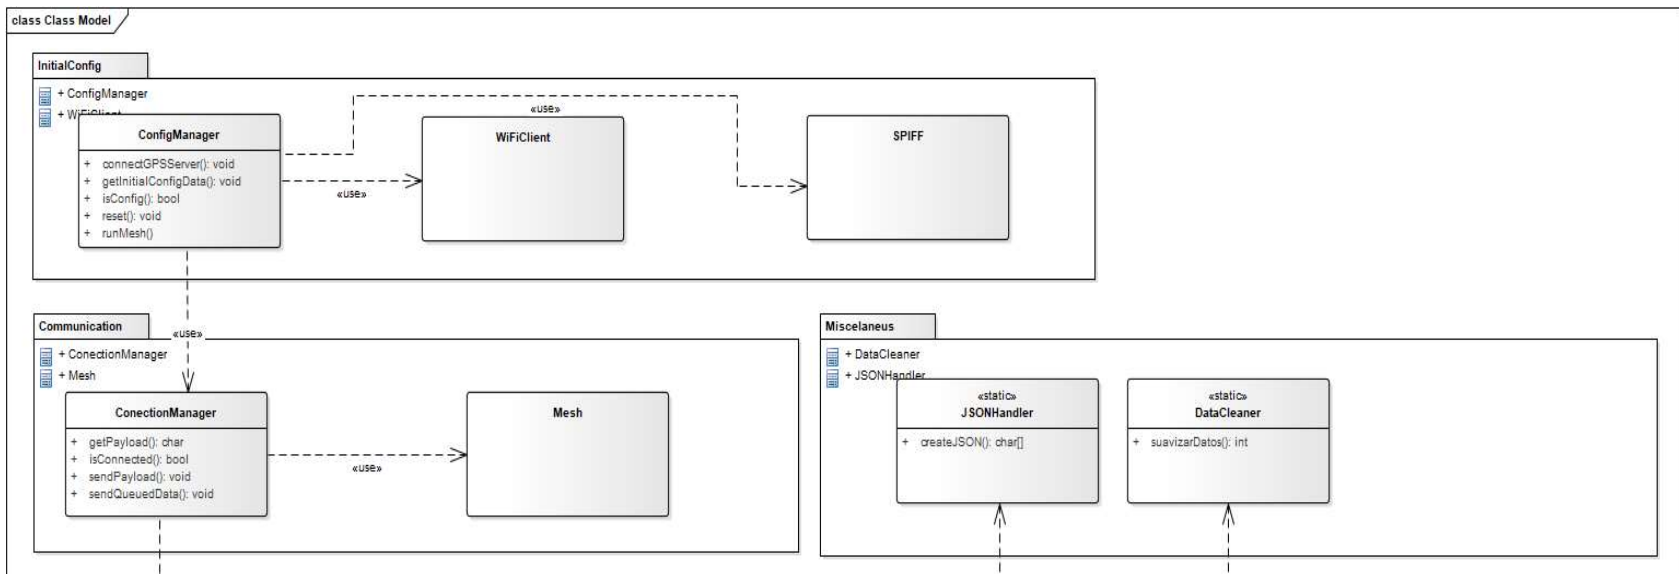 class Class Model
InitialConfig
+ ConfigManager
+ WiFiClient
ConfigManager
+ connectGPSServer(): void
+ getInitialConfigData(): void
+ isConfig(): bool
+ reset(): void
+ runMesh()
«use»
WiFiClient
«use»
SPIFF
«use»
Communication
+ ConectionManager
+ Mesh
ConectionManager
+ getPayload(): char
+ isConnected(): bool
+ sendPayload(): void
+ sendQueuedData(): void
«use»
Mesh
Miscelaneus
+ DataCleaner
+ JSONHandler
«static»
JSONHandler
+ createJSON(): char[]
«static»
DataCleaner
+ suavizarDatos(): int